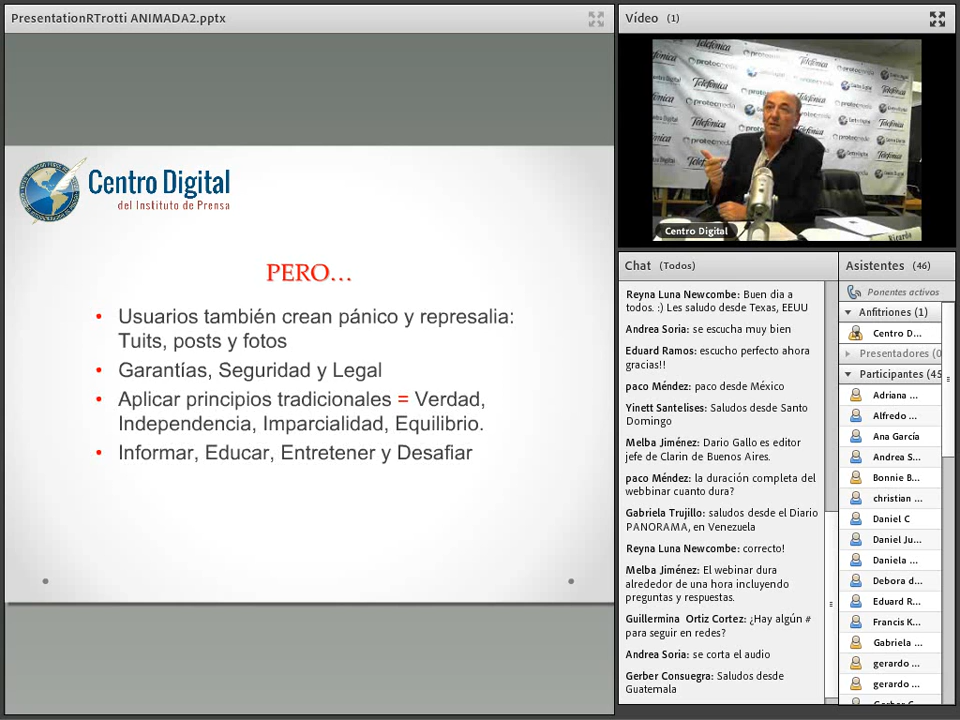 PresentationRTrotti ANIMADA2.pptx
Centro Digital
del Instituto de Prensa
PERO...
• Usuarios también crean pánico y represalia:
Tuits, posts y fotos
• Garantías, Seguridad y Legal
• Aplicar principios tradicionales = Verdad,
Independencia, Imparcialidad, Equilibrio.
• Informar, Educar, Entretener y Desafiar
Vídeo (1)
Telefónica
protecmedia
Centro Digital
Ricardo
Centro Digital
Chat (Todos)
Reyna Luna Newcombe: Buen dia a
todos. :) Les saludo desde Texas, EEUU
Andrea Soria: se escucha muy bien
Eduard Ramos: escucho perfecto ahora
gracias!!
paco Méndez: paco desde México
Yinett Santelises: Saludos desde Santo
Domingo
Melba Jiménez: Dario Gallo es editor
jefe de Clarin de Buenos Aires.
paco Méndez: la duración completa del
webbinar cuanto dura?
Gabriela Trujillo: saludos desde el Diario
PANORAMA, en Venezuela
Reyna Luna Newcombe: correcto!
Melba Jiménez: El webinar dura
alrededor de una hora incluyendo
preguntas y respuestas.
Guillermina Ortiz Cortez: ¿Hay algún #
para seguir en redes?
Andrea Soria: se corta el audio
Gerber Consuegra: Saludos desde
Guatemala
Asistentes (46)
Ponentes activos
Anfitriones (1)
Centro D...
Presentadores (0
Participantes (45
Adriana ...
Alfredo ...
Ana García
Andrea S...
Bonnie B...
christian ...
Daniel C
Daniel Ju...
Daniela ...
Debora d...
Eduard R...
Francis K...
Gabriela ...
gerardo ...
gerardo ...